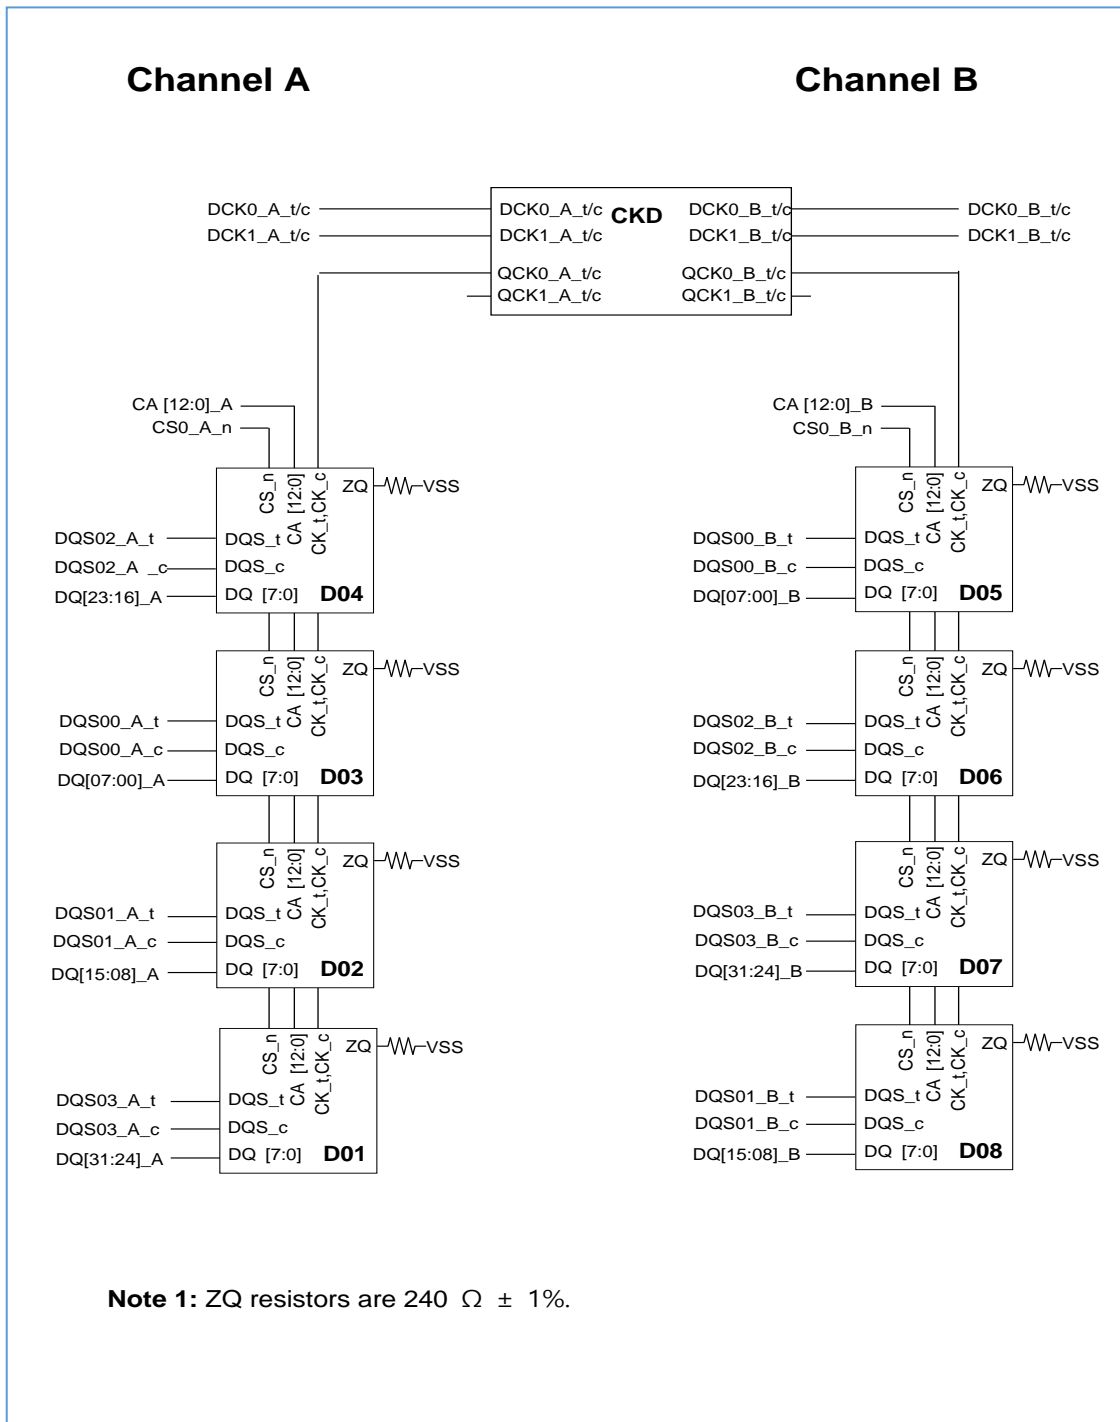 Channel A
Channel B
DCK0_A_t/c
DCK1_A_t/c
DCK0_A_t/c
DCK1_A_t/c
QCK0_A_t/c
QCK1_A_t/c
CKD
DCK0_B_t/c
DCK1_B_t/c
QCK0_B_t/c
QCK1_B_t/c
DCK0_B_t/c
DCK1_B_t/c
CA [12:0]_A
CS0_A_n
CS_n
CA [12:0]
CK_t,CK_c
ZQ
VSS
DQS02_A_t
DQS02_A _c
DQ[23:16]_A
DQS_t
DQS_c
DQ [7:0]
D04
CS_n
CA [12:0]
CK_t,CK_c
ZQ
VSS
DQS00_A_t
DQS00_A_c
DQ[07:00]_A
DQS_t
DQS_c
DQ [7:0]
D03
CS_n
CA [12:0]
CK_t,CK_c
ZQ
VSS
DQS01_A_t
DQS01_A_c
DQ[15:08]_A
DQS_t
DQS_c
DQ [7:0]
D02
CS_n
CA [12:0]
CK_t,CK_c
ZQ
VSS
DQS03_A_t
DQS03_A_c
DQ[31:24]_A
DQS_t
DQS_c
DQ [7:0]
D01
CA [12:0]_B
CS0_B_n
CS_n
CA [12:0]
CK_t,CK_c
ZQ
VSS
DQS00_B_t
DQS00_B_c
DQ[07:00]_B
DQS_t
DQS_c
DQ [7:0]
D05
CS_n
CA [12:0]
CK_t,CK_c
ZQ
VSS
DQS02_B_t
DQS02_B_c
DQ[23:16]_B
DQS_t
DQS_c
DQ [7:0]
D06
CS_n
CA [12:0]
CK_t,CK_c
ZQ
VSS
DQS03_B_t
DQS03_B_c
DQ[31:24]_B
DQS_t
DQS_c
DQ [7:0]
D07
CS_n
CA [12:0]
CK_t,CK_c
ZQ
VSS
DQS01_B_t
DQS01_B_c
DQ[15:08]_B
DQS_t
DQS_c
DQ [7:0]
D08
Note 1: ZQ resistors are 240 Ω ± 1%.